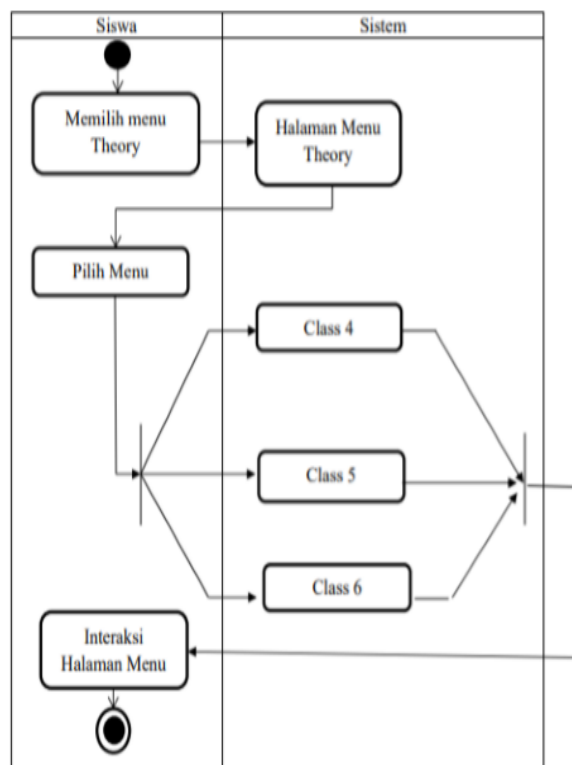 Siswa
Sistem
Memilih menu
Theory
Halaman Menu
Theory
Pilih Menu
Class 4
Class 5
Class 6
Interaksi
Halaman Menu